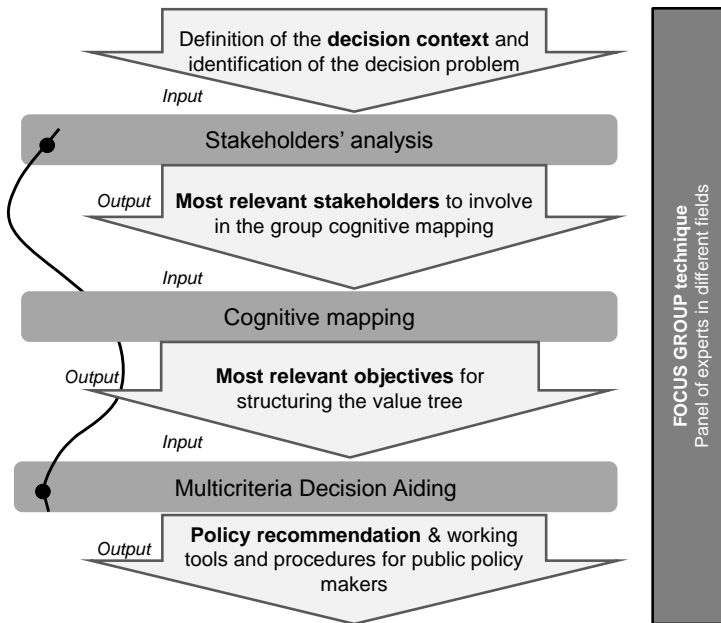 Definition of the decision context and
identification of the decision problem
Input
Stakeholders' analysis
Output
Most relevant stakeholders to involve
in the group cognitive mapping
Input
Cognitive mapping
Output
Most relevant objectives for
structuring the value tree
Input
Multicriteria Decision Aiding
Output
Policy recommendation & working
tools and procedures for public policy
makers
FOCUS GROUP technique
Panel of experts in different fields